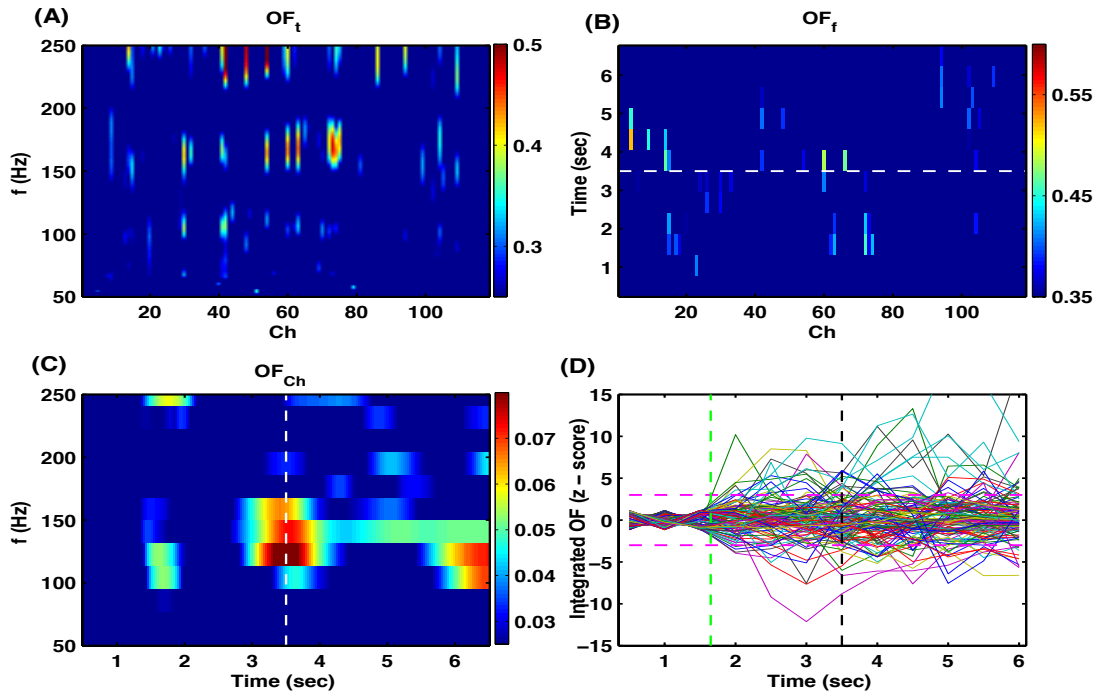 (A)
OF_t
250
200
150
100
50
f (Hz)
20 40 60 80 100
Ch
0.5
0.4
0.3
(B)
OF_f
6
5
4
3
2
1
Time (sec)
20 40 60 80 100
Ch
0.55
0.45
0.35
(C)
OF_Ch
250
200
150
100
50
f (Hz)
1 2 3 4 5 6
Time (sec)
0.07
0.06
0.05
0.04
0.03
(D)
15
10
5
0
−5
−10
−15
Integrated OF (z − score)
1 2 3 4 5 6
Time (sec)